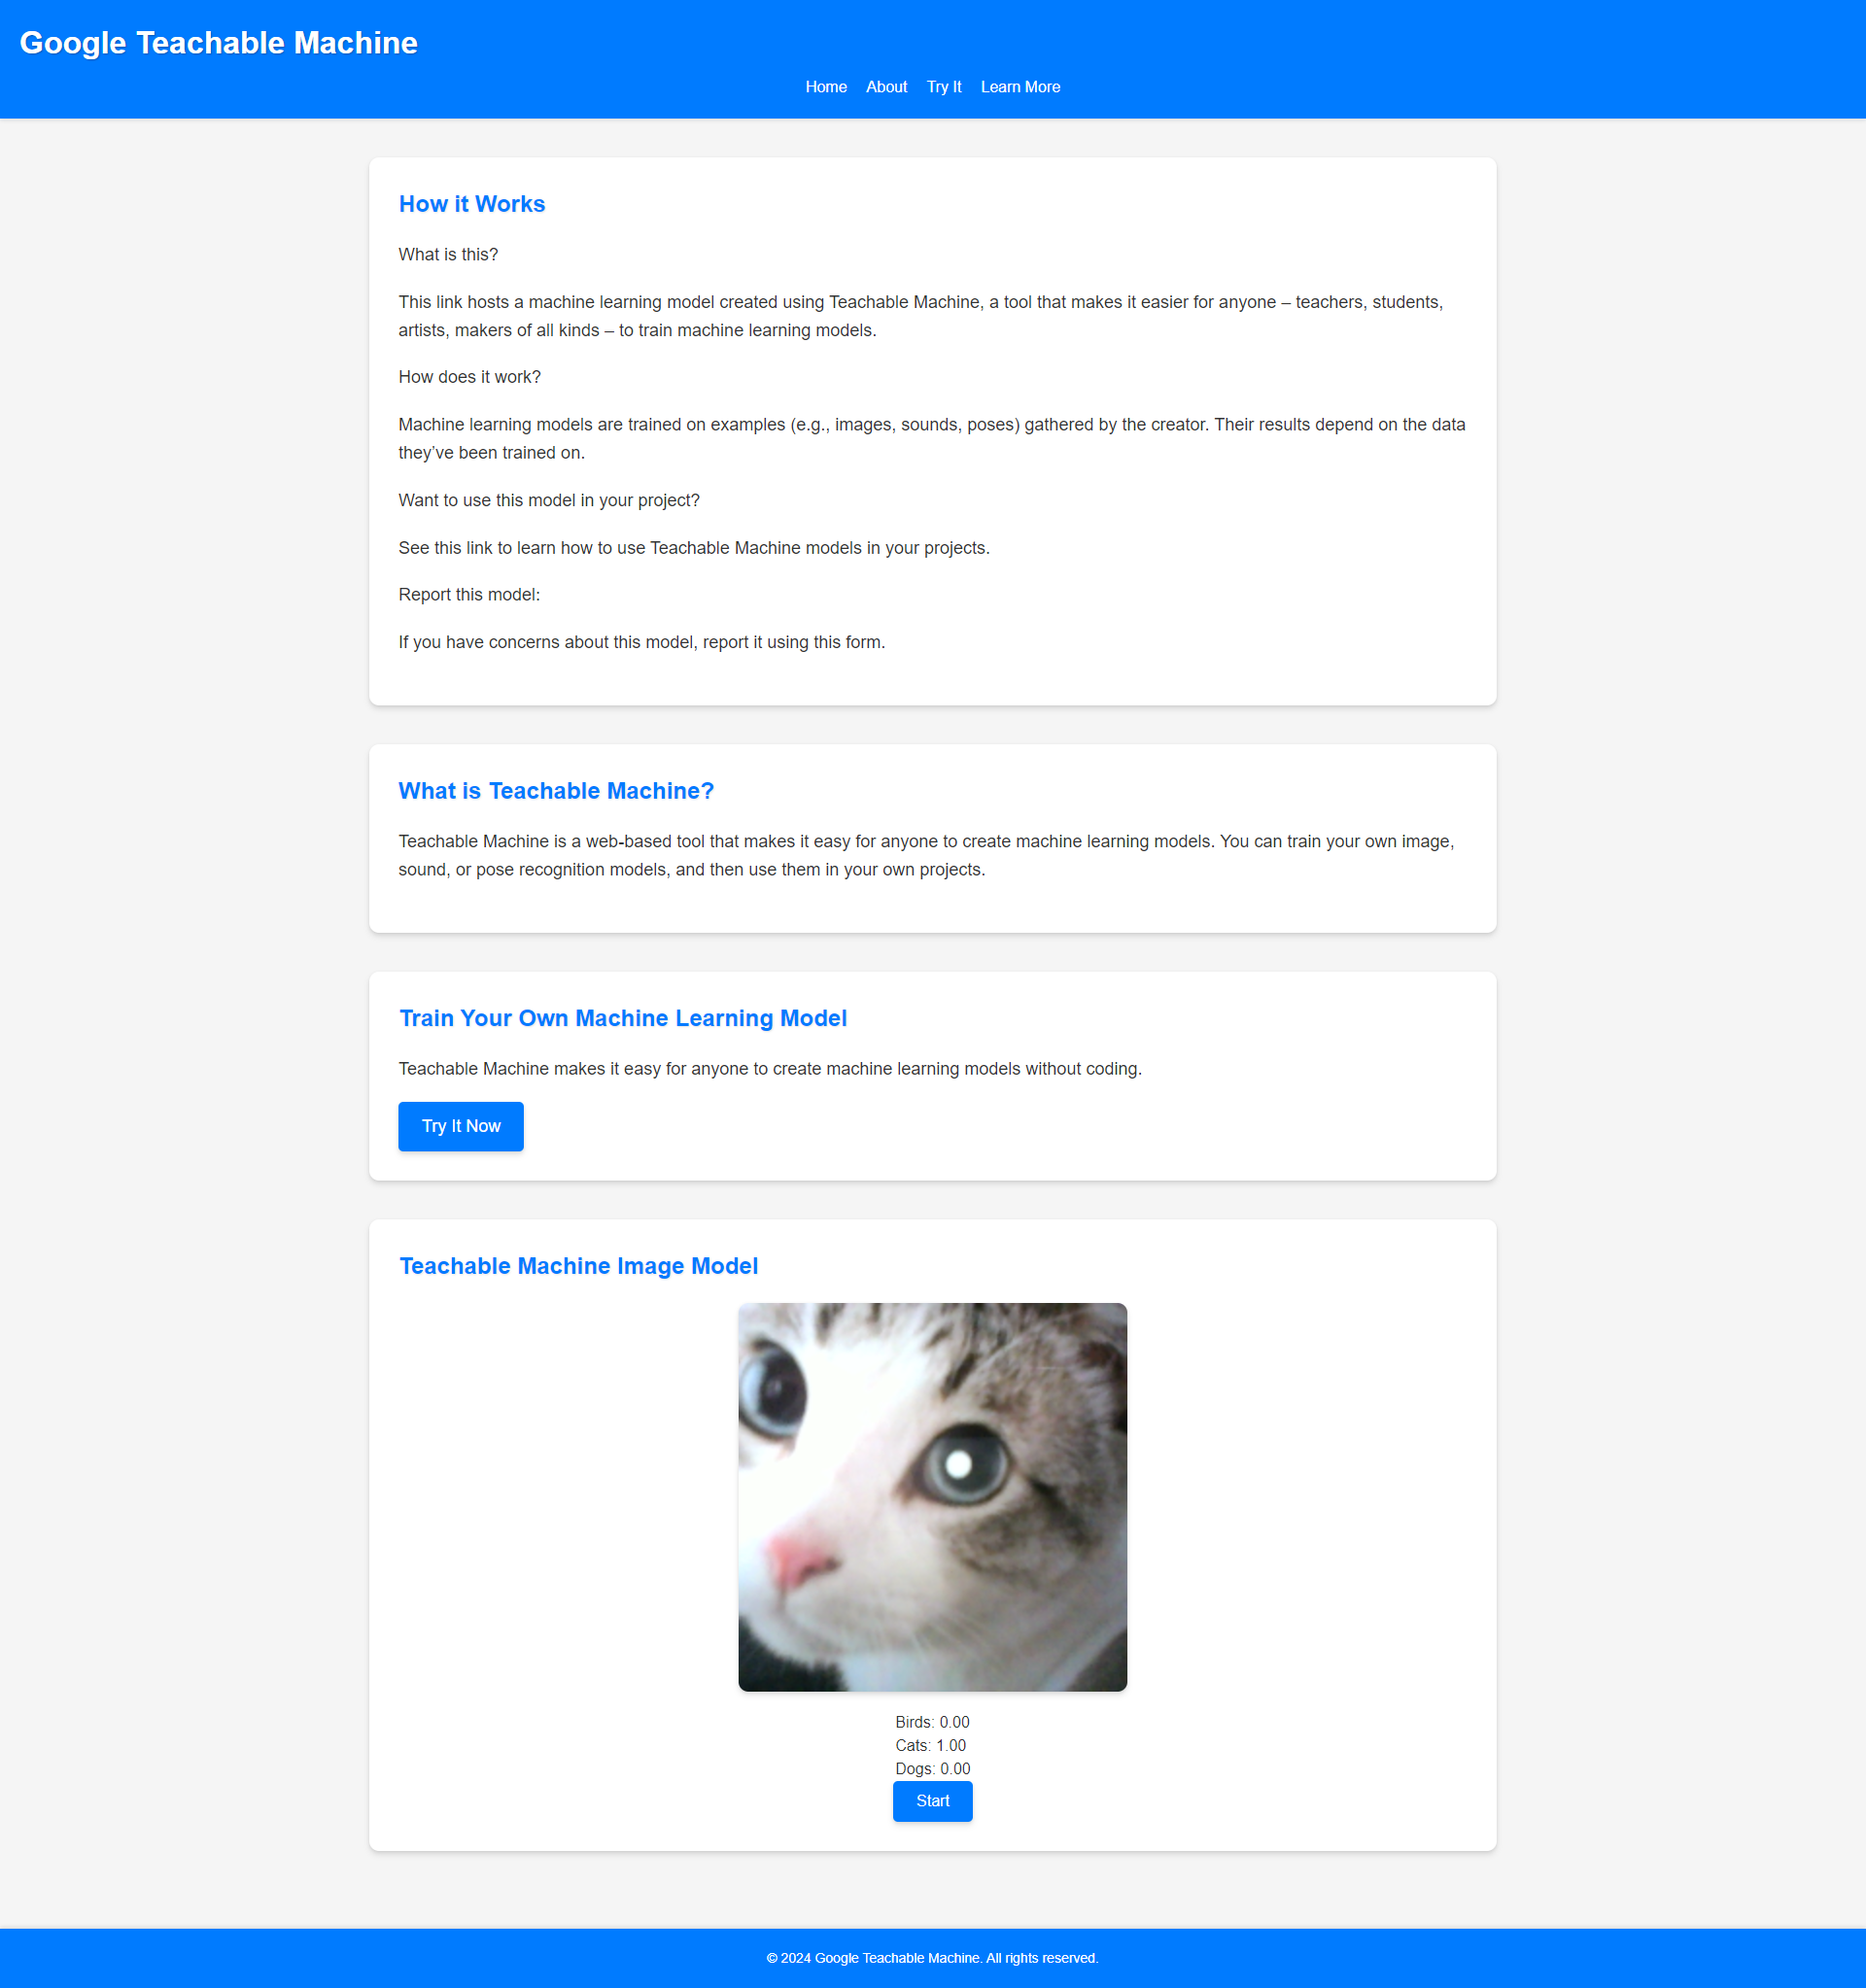 Google Teachable Machine
Home About Try It Learn More
How it Works
What is this?
This link hosts a machine learning model created using Teachable Machine, a tool that makes it easier for anyone – teachers, students,
artists, makers of all kinds – to train machine learning models.
How does it work?
Machine learning models are trained on examples (e.g., images, sounds, poses) gathered by the creator. Their results depend on the data
they’ve been trained on.
Want to use this model in your project?
See this link to learn how to use Teachable Machine models in your projects.
Report this model:
If you have concerns about this model, report it using this form.
What is Teachable Machine?
Teachable Machine is a web-based tool that makes it easy for anyone to create machine learning models. You can train your own image,
sound, or pose recognition models, and then use them in your own projects.
Train Your Own Machine Learning Model
Teachable Machine makes it easy for anyone to create machine learning models without coding.
Try It Now
Teachable Machine Image Model
Birds: 0.00
Cats: 1.00
Dogs: 0.00
Start
© 2024 Google Teachable Machine. All rights reserved.